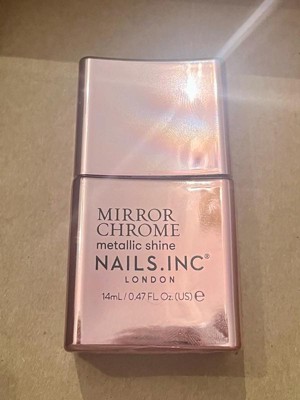 MIRROR
CHROME
metallic shine
NAILS.INC®
LONDON
14mL/0.47 FL. Oz. (US) ℮